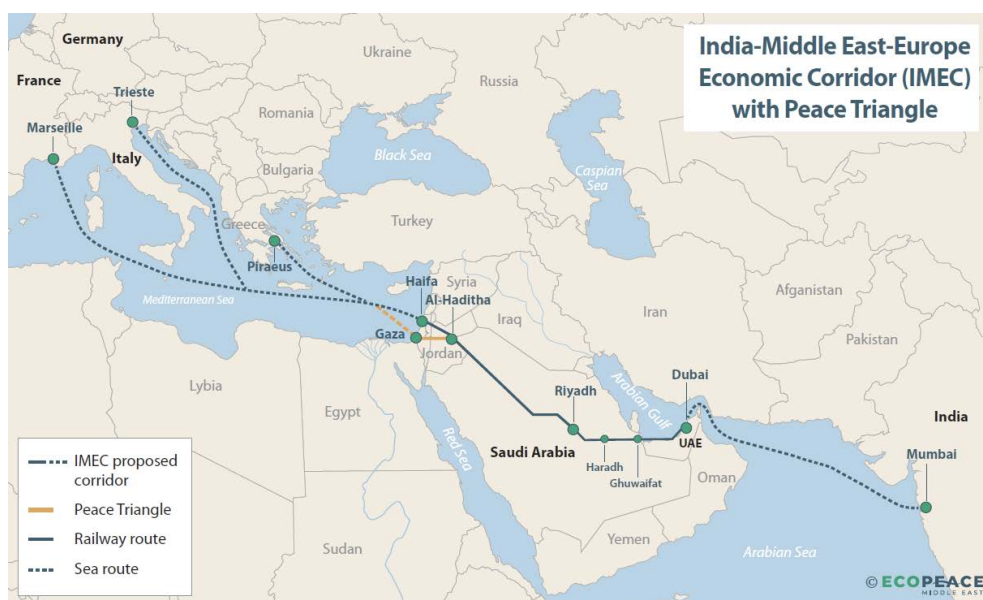 India-Middle East-Europe
Economic Corridor (IMEC)
with Peace Triangle
Germany
Ukraine
Russia
France
Trieste
Romania
Marseille
Italy
Black Sea
Caspian
Sea
Bulgaria
Greece
Turkey
Piraeus
Mediterranean Sea
Haifa
Syria
Al-Haditha
Afghanistan
Iraq
Iran
Gaza
Jordan
Pakistan
Lybia
Egypt
Arabian Gulf
Dubai
Riyadh
India
Red Sea
Saudi Arabia
UAE
Haradh
Ghuwaifat
Oman
Mumbai
IMEC proposed
corridor
Peace Triangle
Railway route
Sea route
Sudan
Yemen
Arabian Sea
© ECOPEACE
MIDDLE EAST